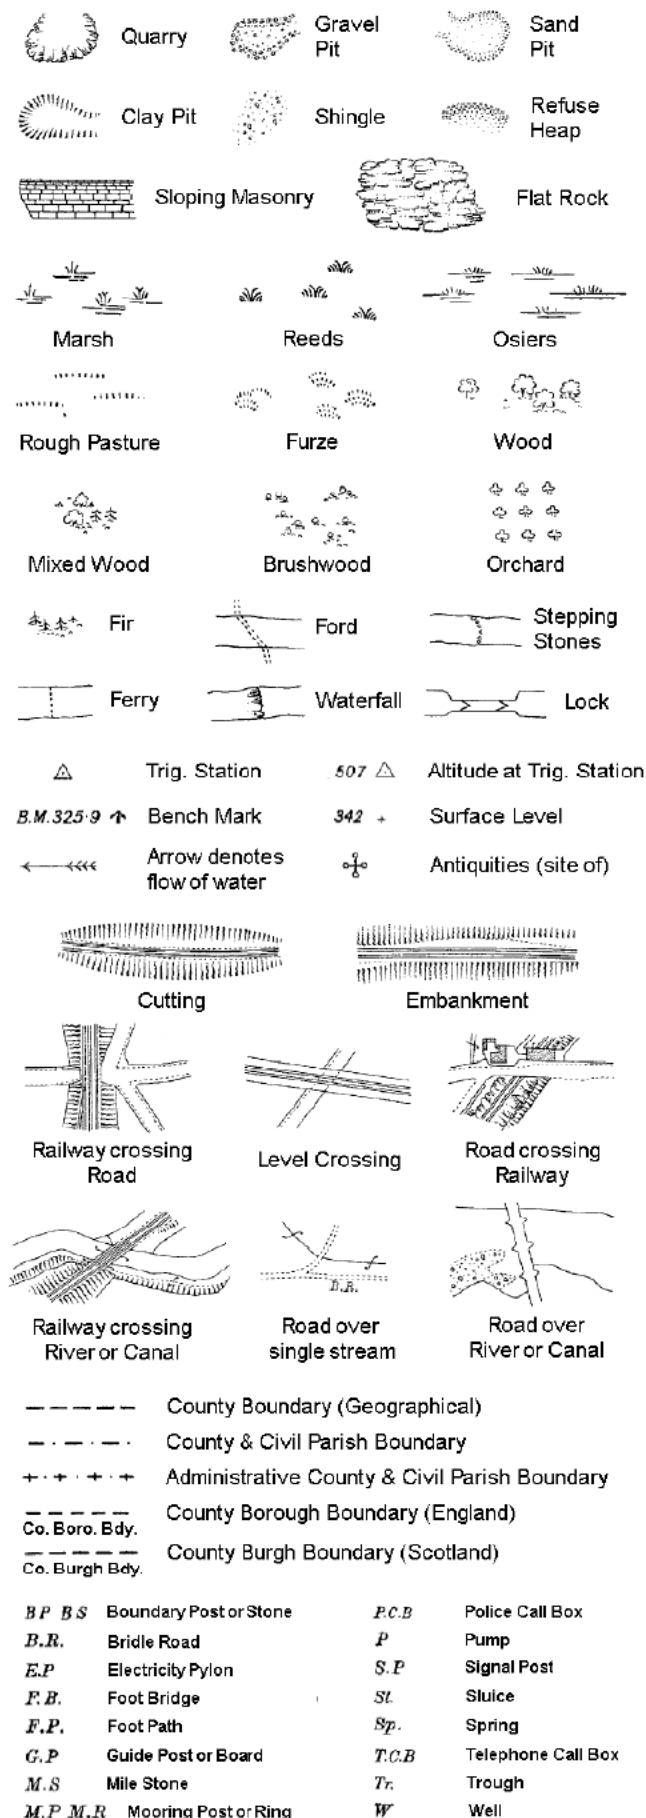 Quarry
Gravel
Pit
Sand
Pit
Clay Pit
Shingle
Refuse
Heap
Sloping Masonry
Flat Rock
Marsh
Reeds
Osiers
Rough Pasture
Furze
Wood
Mixed Wood
Brushwood
Orchard
Fir
Ford
Stepping
Stones
Ferry
Waterfall
Lock
Trig. Station
507
Altitude at Trig. Station
B.M.325·9
Bench Mark
342
Surface Level
Arrow denotes
flow of water
Antiquities (site of)
Cutting
Embankment
Railway crossing
Road
Level Crossing
Road crossing
Railway
B.R.
Railway crossing
River or Canal
Road over
single stream
Road over
River or Canal
County Boundary (Geographical)
County & Civil Parish Boundary
Administrative County & Civil Parish Boundary
County Borough Boundary (England)
Co. Boro. Bdy.
County Burgh Boundary (Scotland)
Co. Burgh Bdy.
B P B S Boundary Post or Stone
B.R. Bridle Road
E.P Electricity Pylon
F.B. Foot Bridge
F.P. Foot Path
G.P Guide Post or Board
M.S Mile Stone
M.P M.R Mooring Post or Ring
P.C.B Police Call Box
P Pump
S.P Signal Post
Sl. Sluice
Sp. Spring
T.C.B Telephone Call Box
Tr. Trough
W Well